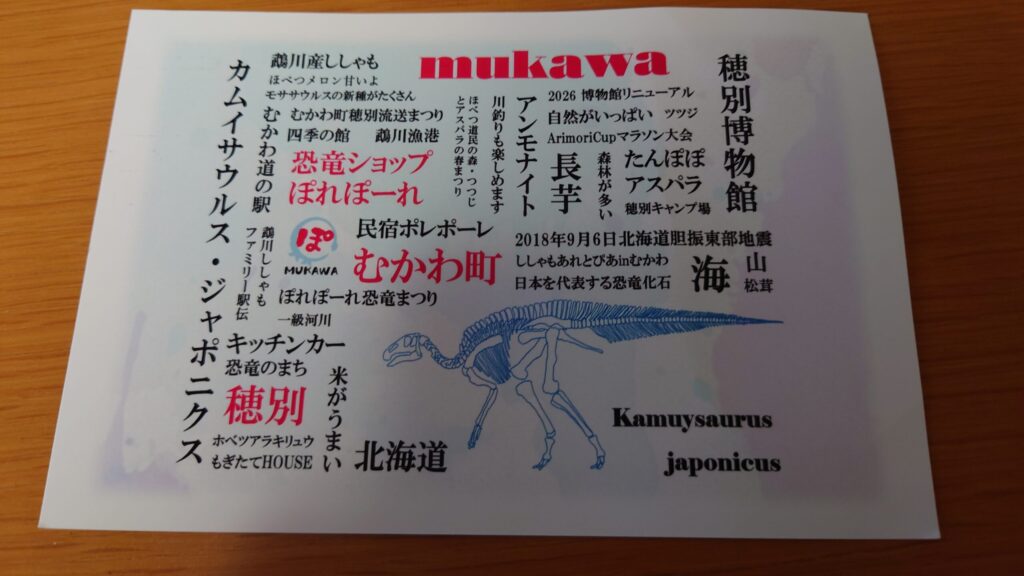 mukawa
鵡川産ししゃも
ほべつメロン甘いよ
モササウルスの新種がたくさん
むかわ町穂別流送まつり
四季の館　鵡川漁港
恐竜ショップ
ぽれぽーれ
カムイサウルス・ジャポニクス
むかわ道の駅
鵡川ししゃも
ファミリー駅伝
ぽ
MUKAWA
民宿ポレポーレ
むかわ町
ぽれぽーれ恐竜まつり
一級河川
川釣りも楽しめます
ほべつ道民の森・つつじ
とアスパラの春まつり
アンモナイト
2026 博物館リニューアル
自然がいっぱい　ツツジ
ArimoriCupマラソン大会
長芋
森林が多い
たんぽぽ
アスパラ
穂別キャンプ場
穂別博物館
2018年9月6日北海道胆振東部地震
ししゃもあれとぴあinむかわ
日本を代表する恐竜化石
海
山
松茸
キッチンカー
恐竜のまち
穂別
ホベツアラキリュウ
もぎたてHOUSE
米がうまい
北海道
Kamuysaurus
japonicus